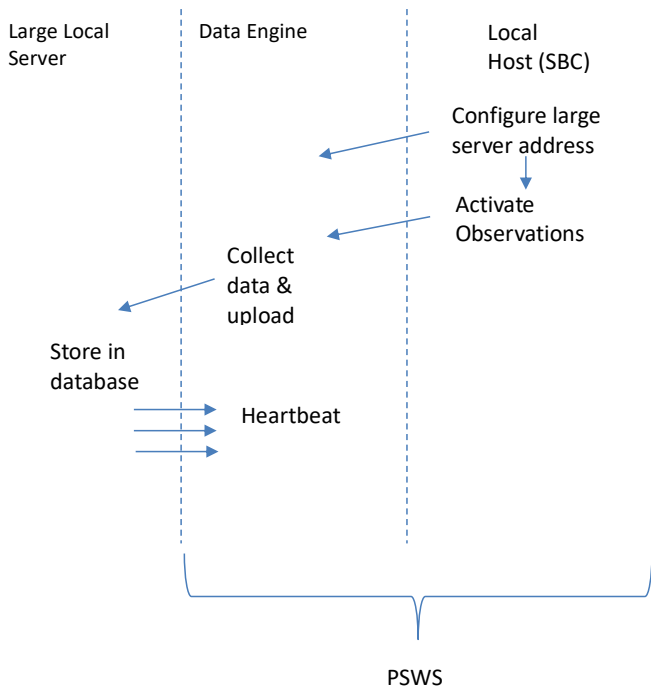 Large Local
Server
Data Engine
Local
Host (SBC)
Configure large
server address
Activate
Observations
Collect
data &
upload
Store in
database
Heartbeat
PSWS